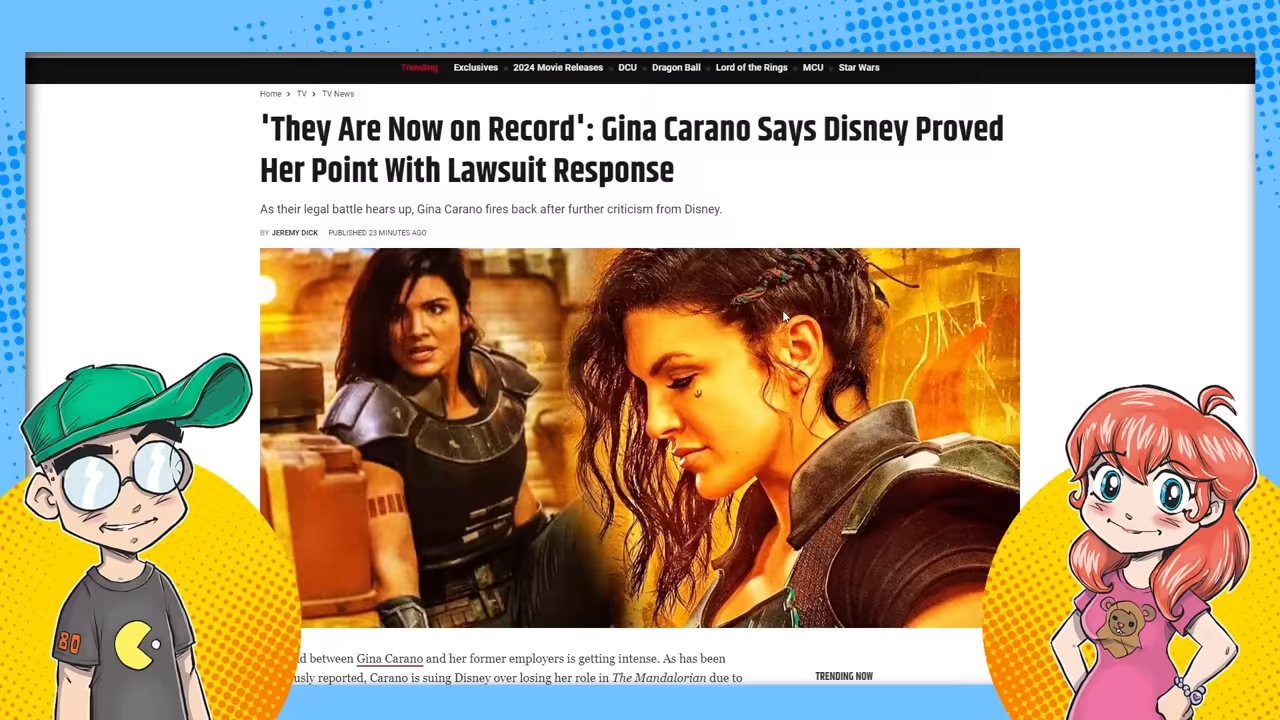 Trending Exclusives 2024 Movie Releases DCU Dragon Ball Lord of the Rings MCU Star Wars
Home > TV > TV News
'They Are Now on Record': Gina Carano Says Disney Proved
Her Point With Lawsuit Response
As their legal battle hears up, Gina Carano fires back after further criticism from Disney.
BY JEREMY DICK PUBLISHED 23 MINUTES AGO
between Gina Carano and her former employers is getting intense. As has been
reported, Carano is suing Disney over losing her role in The Mandalorian due to
TRENDING NOW
80